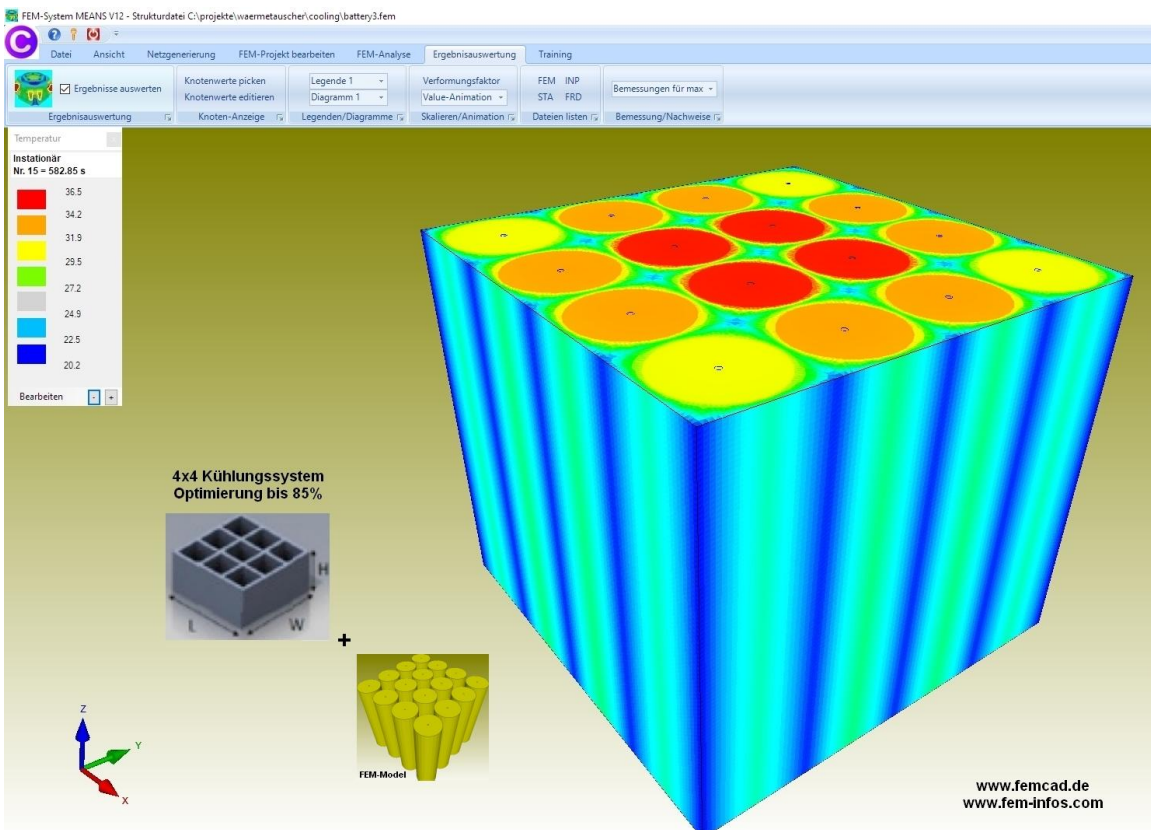 FEM-System MEANS V12 - Strukturdatei C:\projekte\waermetauscher\cooling\battery3.fem
Datei Ansicht Netzgenerierung FEM-Projekt bearbeiten FEM-Analyse Ergebnisauswertung Training
Ergebnisse auswerten
Ergebnisauswertung
Knotenwerte picken
Knotenwerte editieren
Knoten-Anzeige
Legende 1
Diagramm 1
Legenden/Diagramme
Verformungsfaktor
Value-Animation
Skalieren/Animation
FEM INP
STA FRD
Dateien listen
Bemessungen für max
Bemessung/Nachweise
Temperatur
Instationär
Nr. 15 = 582.85 s
36.5
34.2
31.9
29.5
27.2
24.9
22.5
20.2
Bearbeiten - +
4x4 Kühlungssystem
Optimierung bis 85%
H
L
W
+
FEM-Model
Z
Y
X
www.femcad.de
www.fem-infos.com